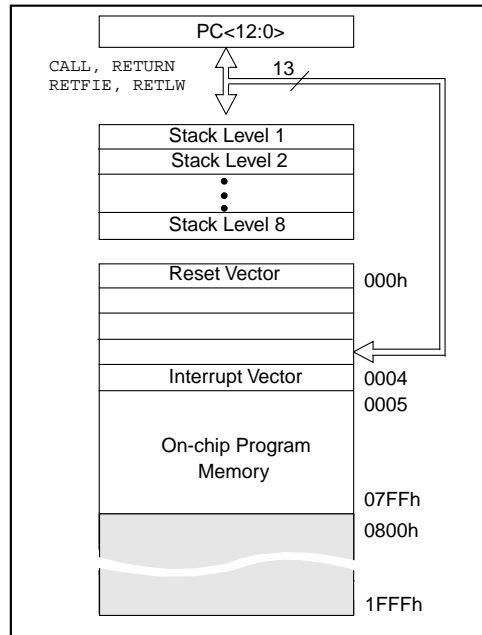 PC<12:0>
CALL, RETURN
RETFIE, RETLW
13
Stack Level 1
Stack Level 2
Stack Level 8
Reset Vector
000h
Interrupt Vector
0004
0005
On-chip Program
Memory
07FFh
0800h
1FFFh